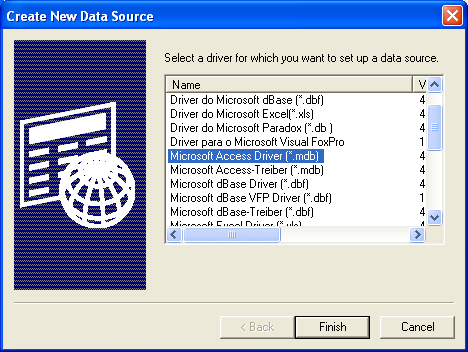 Create New Data Source
Select a driver for which you want to set up a data source.
Name V
Driver do Microsoft dBase (*.dbf) 4
Driver do Microsoft Excel(*.xls) 4
Driver do Microsoft Paradox (*.db ) 4
Driver para o Microsoft Visual FoxPro 1
Microsoft Access Driver (*.mdb) 4
Microsoft Access-Treiber (*.mdb) 4
Microsoft dBase Driver (*.dbf) 4
Microsoft dBase VFP Driver (*.dbf) 1
Microsoft dBase-Treiber (*.dbf) 4
Microsoft Excel Driver (*.xls) 4
< Back Finish Cancel